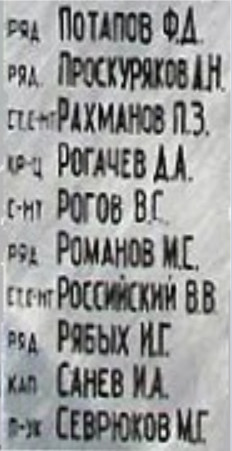 РЯД ПОТАПОВ Ф.Д.
РЯД. ПРОСКУРЯКОВ А.Н.
СТ.С-НТ РАХМАНОВ П.З.
КР-Ц РОГАЧЕВ Д.А.
С-НТ РОГОВ В.С.
РЯД. РОМАНОВ М.С.
СТ.С-НТ РОССИЙСКИЙ В.В.
РЯД РЯБЫХ И.Г.
КАП САНЕВ И.А.
П-УК СЕВРЮКОВ М.Г.